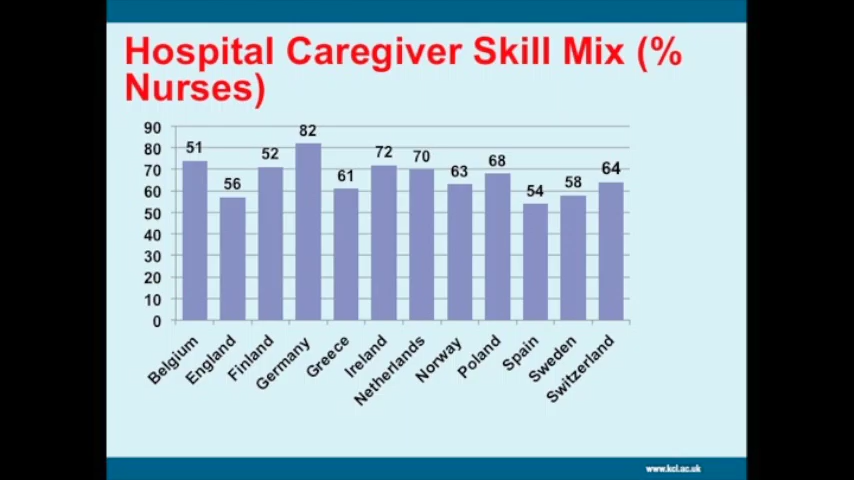 Hospital Caregiver Skill Mix (%
Nurses)
90
80
70
60
50
40
30
20
10
0
51
56
52
82
61
72
70
63
68
54
58
64
Belgium
England
Finland
Germany
Greece
Ireland
Netherlands
Norway
Poland
Spain
Sweden
Switzerland
www.kcl.ac.uk